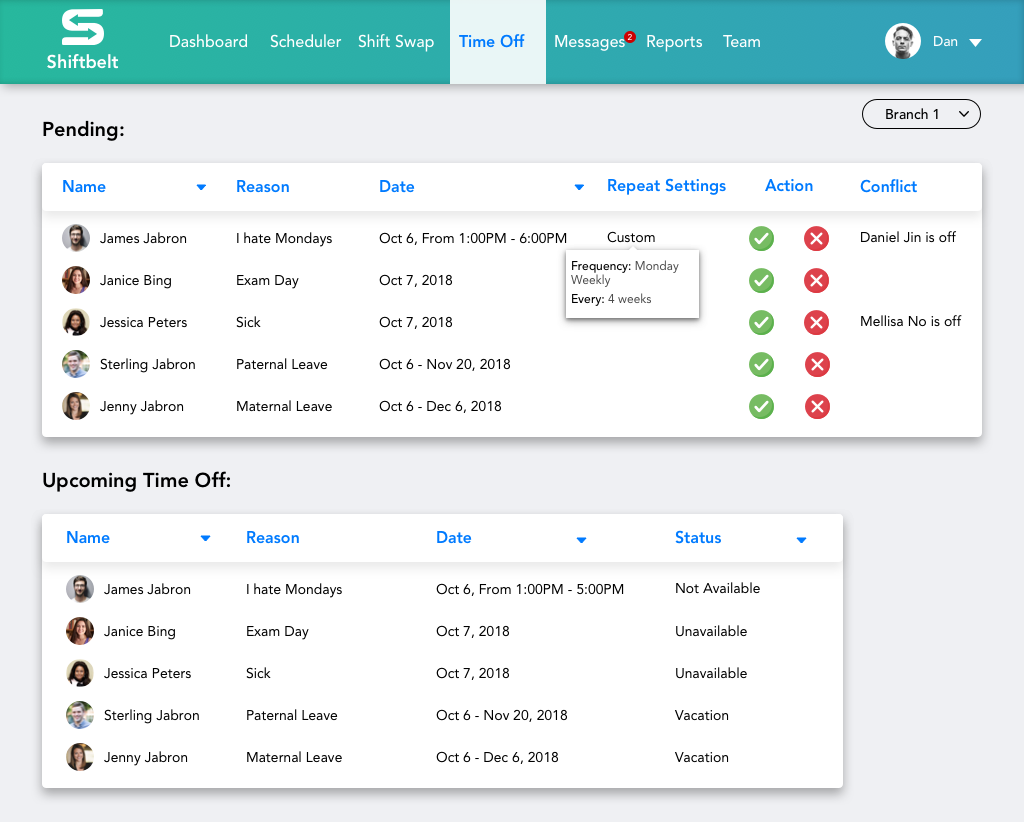 Shiftbelt
Dashboard Scheduler Shift Swap Time Off Messages 2 Reports Team Dan
Branch 1
Pending:
Name Reason Date Repeat Settings Action Conflict
James Jabron I hate Mondays Oct 6, From 1:00PM - 6:00PM Custom Daniel Jin is off
Frequency: Monday
Weekly
Every: 4 weeks
Janice Bing Exam Day Oct 7, 2018
Jessica Peters Sick Oct 7, 2018 Mellisa No is off
Sterling Jabron Paternal Leave Oct 6 - Nov 20, 2018
Jenny Jabron Maternal Leave Oct 6 - Dec 6, 2018
Upcoming Time Off:
Name Reason Date Status
James Jabron I hate Mondays Oct 6, From 1:00PM - 5:00PM Not Available
Janice Bing Exam Day Oct 7, 2018 Unavailable
Jessica Peters Sick Oct 7, 2018 Unavailable
Sterling Jabron Paternal Leave Oct 6 - Nov 20, 2018 Vacation
Jenny Jabron Maternal Leave Oct 6 - Dec 6, 2018 Vacation